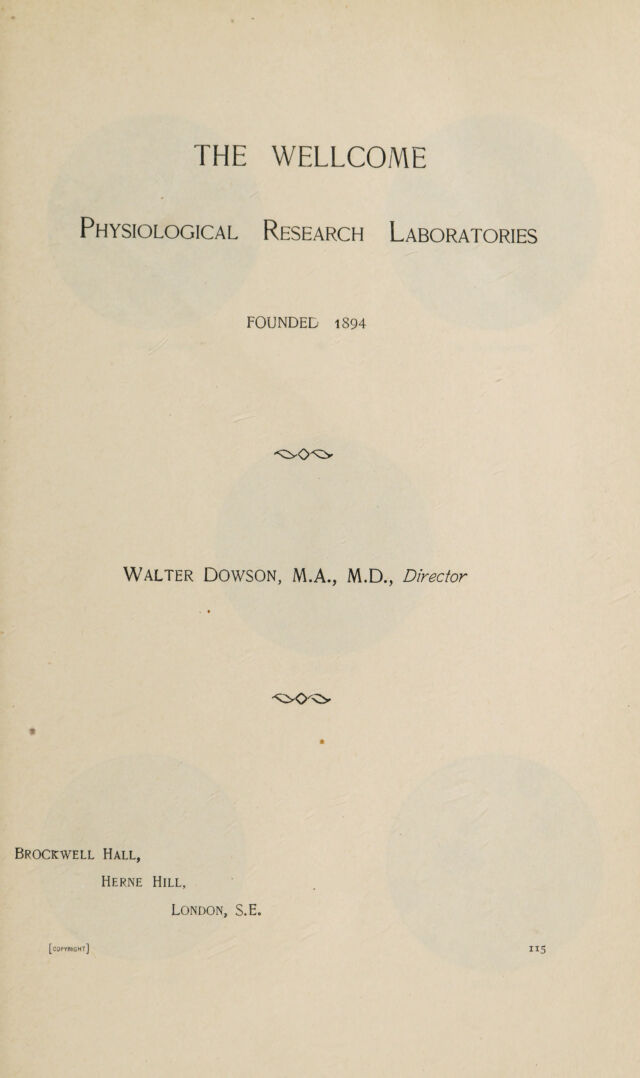 THE WELLCOME
PHYSIOLOGICAL RESEARCH LABORATORIES
FOUNDED 1894
WALTER DOWSON, M.A., M.D., Director
BROCKWELL HALL,
HERNE HILL,
LONDON, S.E.
[COPYRIGHT]
115